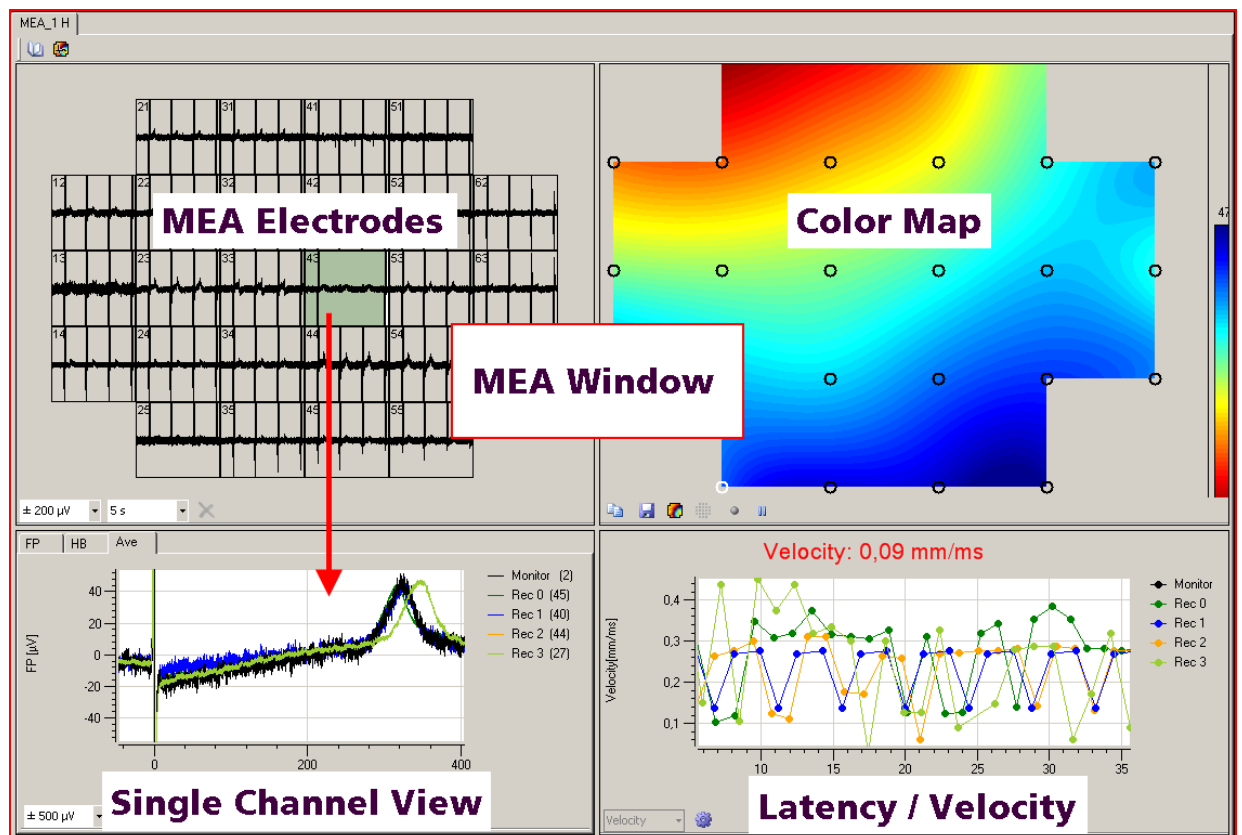 MEA_1 H
21 31 41 51
12 22 32 42 52 62
MEA Electrodes
13 23 33 43 53 63
14 24 34 44 54
25 35 45 55
± 200 µV 5 s
Color Map
47
MEA Window
FP HB Ave
FP [µV]
40
20
0
-20
-40
0 200 400
Monitor (2)
Rec 0 (45)
Rec 1 (40)
Rec 2 (44)
Rec 3 (27)
± 500 µV
Single Channel View
Velocity: 0,09 mm/ms
Velocity[mm/ms]
0,4
0,3
0,2
0,1
10 15 20 25 30 35
Monitor
Rec 0
Rec 1
Rec 2
Rec 3
Velocity
Latency / Velocity